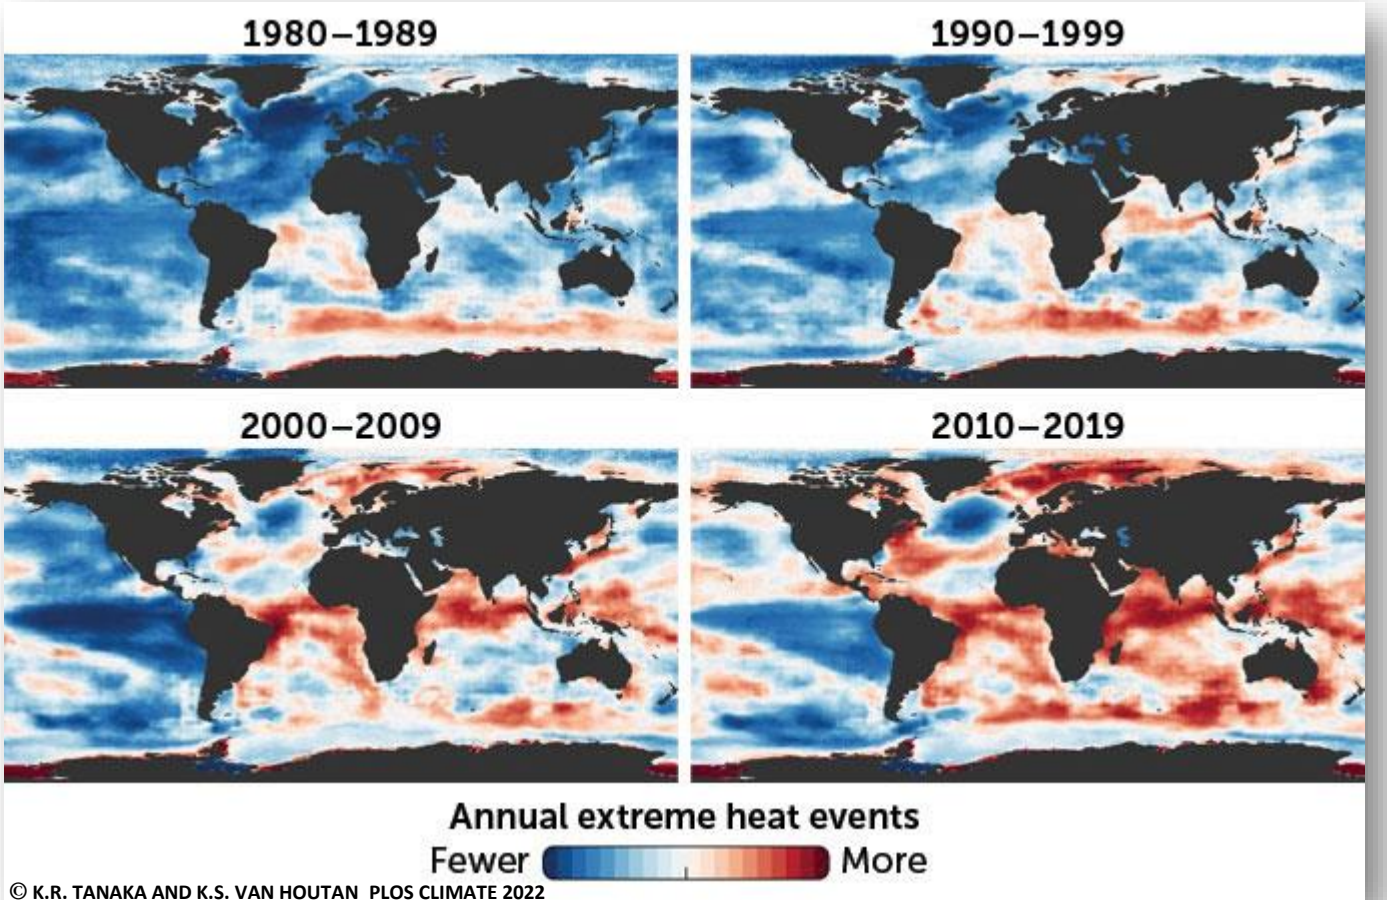 1980–1989
1990–1999
2000–2009
2010–2019
Annual extreme heat events
Fewer
More
© K.R. TANAKA AND K.S. VAN HOUTAN PLOS CLIMATE 2022